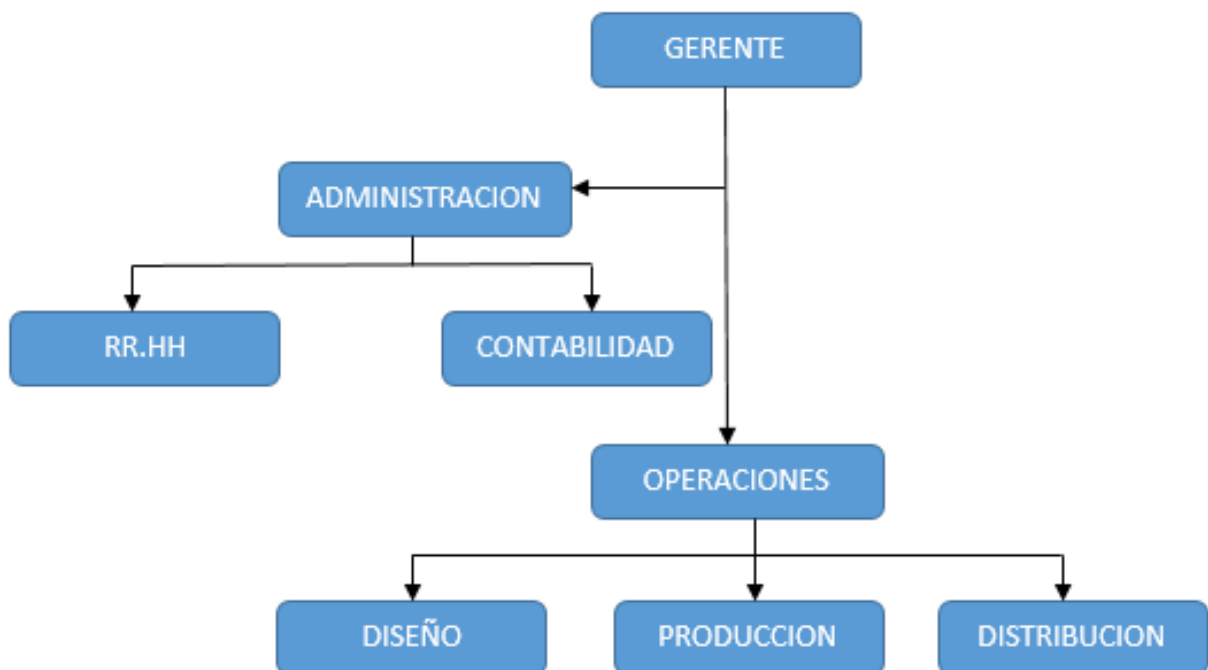 GERENTE
ADMINISTRACION
RR.HH
CONTABILIDAD
OPERACIONES
DISEÑO
PRODUCCION
DISTRIBUCION